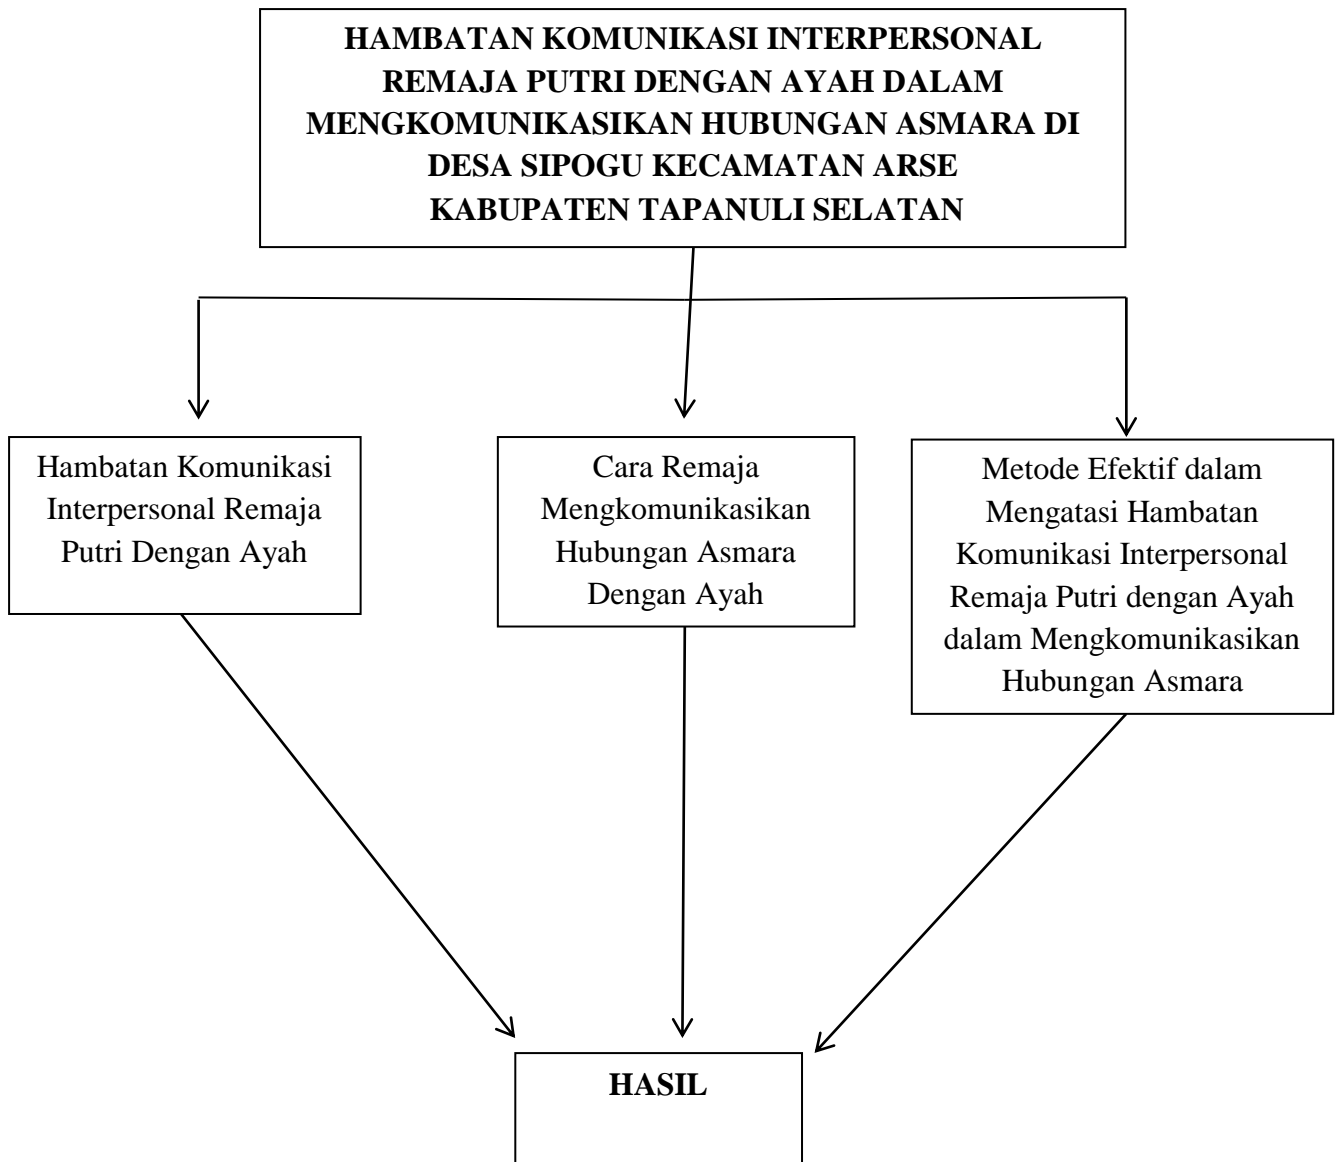 HAMBATAN KOMUNIKASI INTERPERSONAL
REMAJA PUTRI DENGAN AYAH DALAM
MENGKOMUNIKASIKAN HUBUNGAN ASMARA DI
DESA SIPOGU KECAMATAN ARSE
KABUPATEN TAPANULI SELATAN
Hambatan Komunikasi
Interpersonal Remaja
Putri Dengan Ayah
Cara Remaja
Mengkomunikasikan
Hubungan Asmara
Dengan Ayah
Metode Efektif dalam
Mengatasi Hambatan
Komunikasi Interpersonal
Remaja Putri dengan Ayah
dalam Mengkomunikasikan
Hubungan Asmara
HASIL